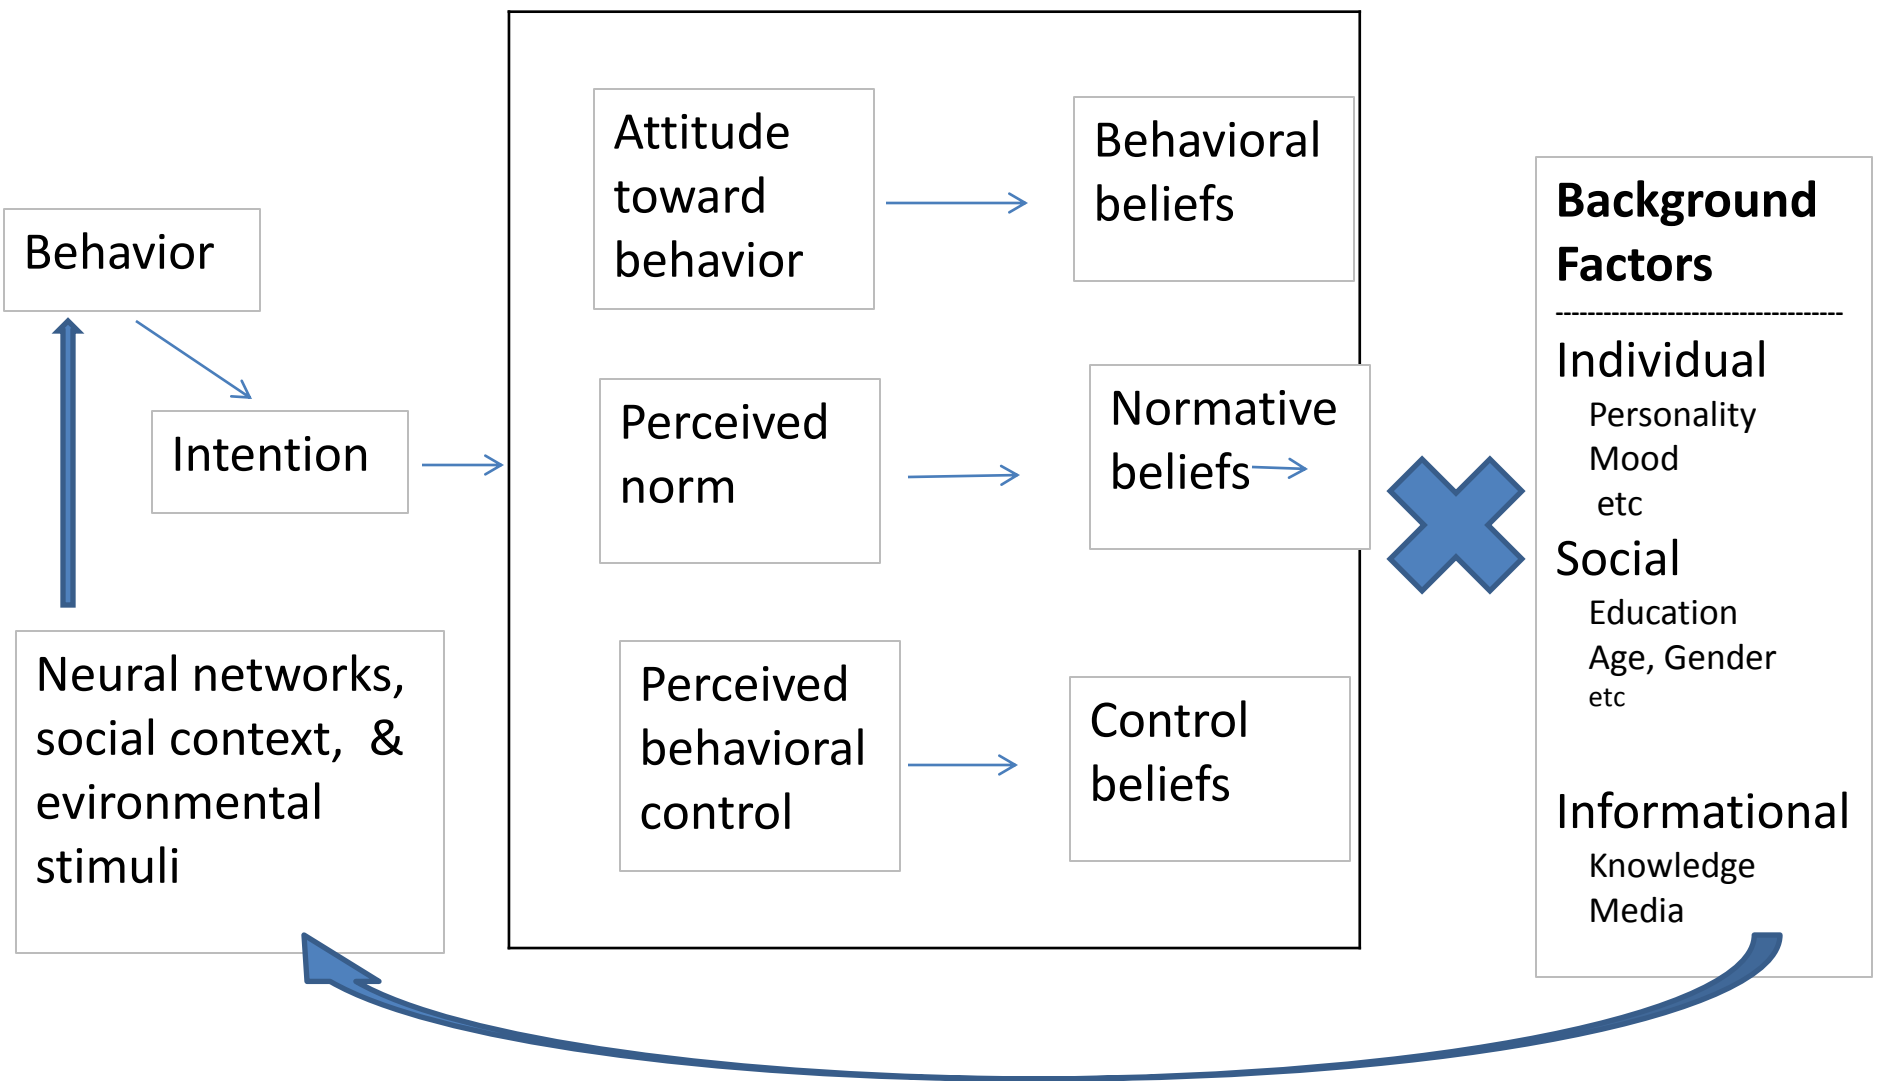 Behavior
Intention
Neural networks,
social context,  &
evironmental
stimuli
Attitude
toward
behavior
Behavioral
beliefs
Perceived
norm
Normative
beliefs
Perceived
behavioral
control
Control
beliefs
Background
Factors
------------------------------------
Individual
Personality
Mood
etc
Social
Education
Age, Gender
etc
Informational
Knowledge
Media